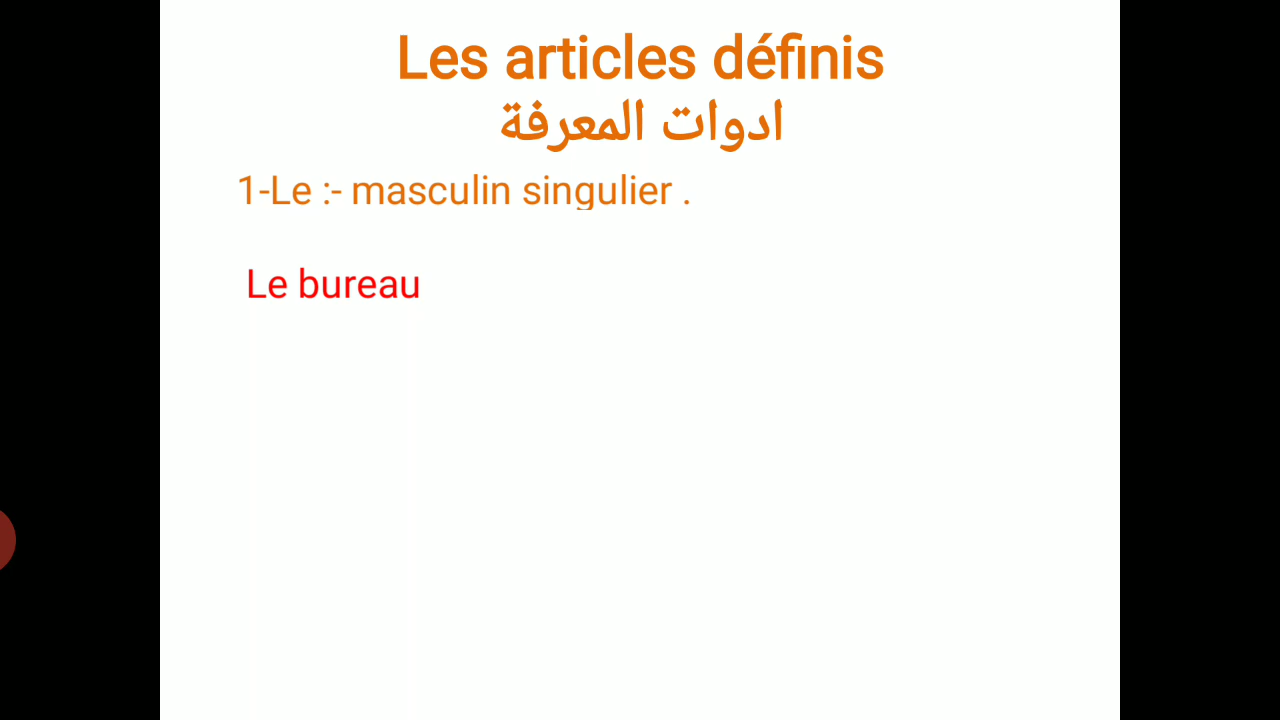 Les articles définis
ادوات المعرفة
1-Le :- masculin singulier .
Le bureau